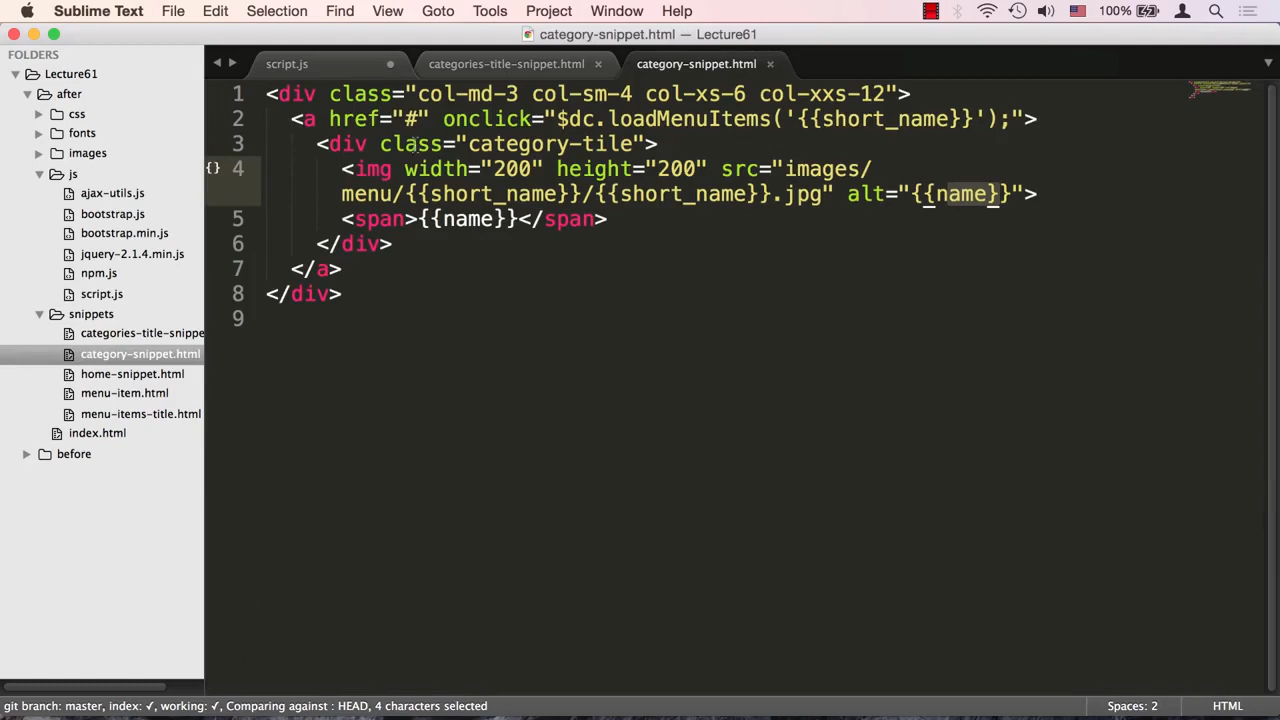 Sublime Text File Edit Selection Find View Goto Tools Project Window Help 100%
category-snippet.html — Lecture61
FOLDERS
Lecture61
after
css
fonts
images
js
ajax-utils.js
bootstrap.js
bootstrap.min.js
jquery-2.1.4.min.js
npm.js
script.js
snippets
categories-title-snippe
category-snippet.html
home-snippet.html
menu-item.html
menu-items-title.html
index.html
before
script.js categories-title-snippet.html × category-snippet.html ×
1 <div class="col-md-3 col-sm-4 col-xs-6 col-xxs-12">
2 <a href="#" onclick="$dc.loadMenuItems('{{short_name}}');">
3 <div class="category-tile">
{} 4 <img width="200" height="200" src="images/
menu/{{short_name}}/{{short_name}}.jpg" alt="{{name}}">
5 <span>{{name}}</span>
6 </div>
7 </a>
8 </div>
9
git branch: master, index: ✓, working: ✓, Comparing against : HEAD, 4 characters selected Spaces: 2 HTML